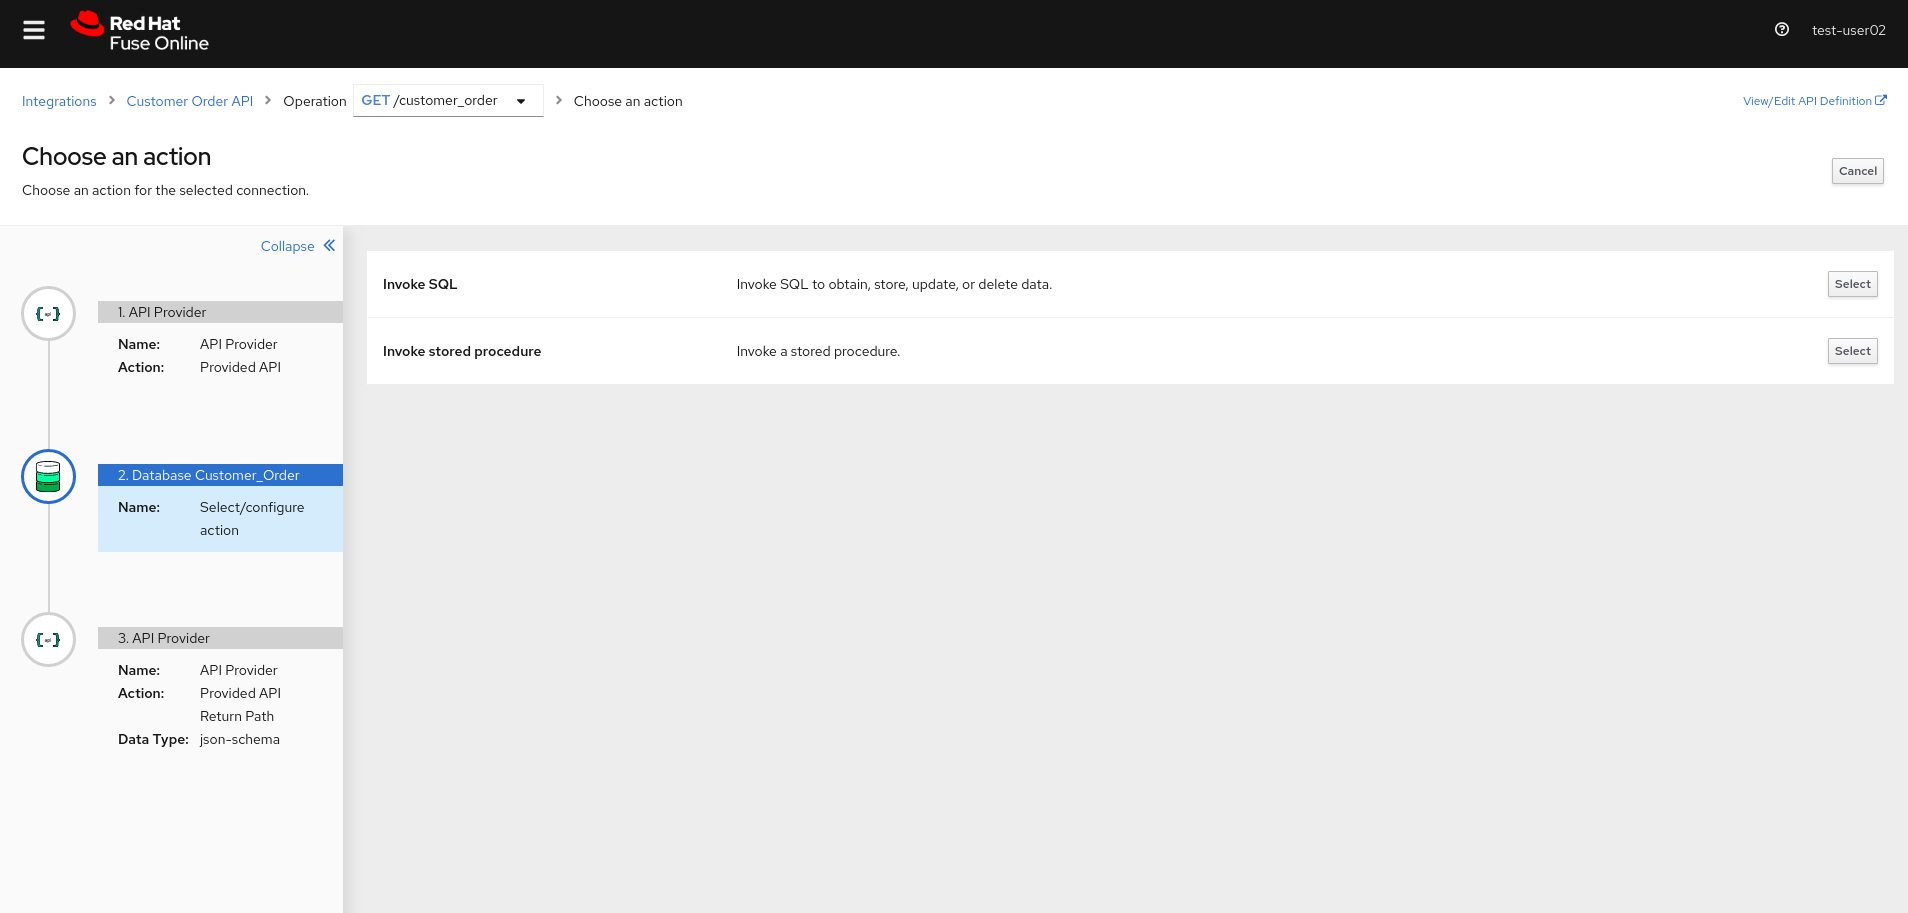 Red Hat
Fuse Online
test-user02
Integrations > Customer Order API > Operation GET /customer_order > Choose an action
View/Edit API Definition
Choose an action
Choose an action for the selected connection.
Cancel
Collapse
1. API Provider
Name: API Provider
Action: Provided API
2. Database Customer_Order
Name: Select/configure
action
3. API Provider
Name: API Provider
Action: Provided API
Return Path
Data Type: json-schema
Invoke SQL Invoke SQL to obtain, store, update, or delete data. Select
Invoke stored procedure Invoke a stored procedure. Select